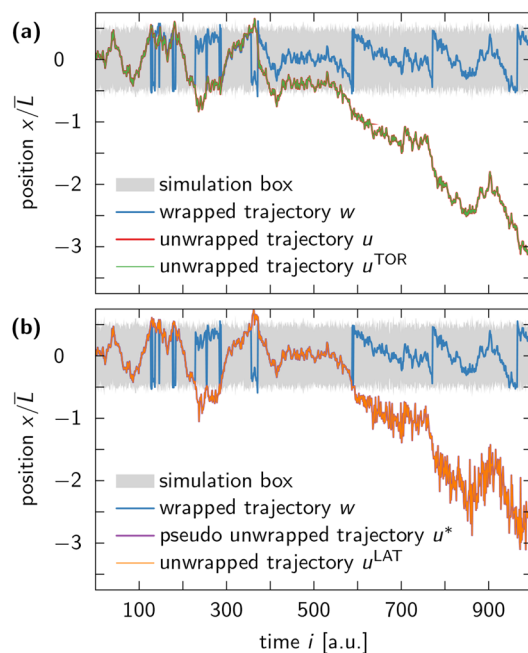 (a)
0
−1
−2
−3
position x/L̅
simulation box
wrapped trajectory w
unwrapped trajectory u
unwrapped trajectory u^TOR
(b)
0
−1
−2
−3
position x/L̅
simulation box
wrapped trajectory w
pseudo unwrapped trajectory u*
unwrapped trajectory u^LAT
100 300 500 700 900
time i [a.u.]